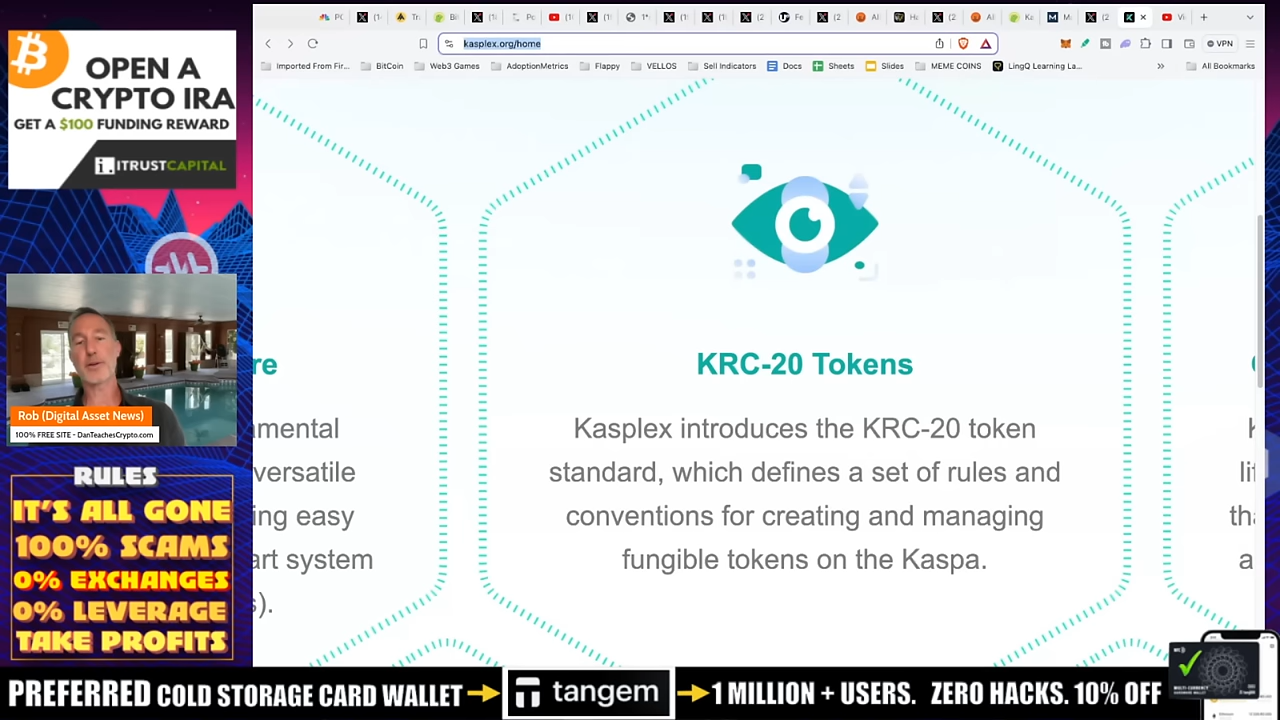 OPEN A
CRYPTO IRA
GET A $100 FUNDING REWARD
i. ITRUSTCAPITAL
Rob (Digital Asset News)
100% FREE SITE - DanTeachesCrypto.com
RULES
IT'S ALL GONE
100% SCAMS
0% EXCHANGES
0% LEVERAGE
TAKE PROFITS
kasplex.org/home
VPN
Imported From Fir...
BitCoin
Web3 Games
AdoptionMetrics
Flappy
VELLOS
Sell Indicators
Docs
Sheets
Slides
MEME COINS
LingQ Learning La...
»
All Bookmarks
re
amental
versatile
ing easy
art system
s).
KRC-20 Tokens
Kasplex introduces the KRC-20 token
standard, which defines a set of rules and
conventions for creating and managing
fungible tokens on the Kaspa.
PREFERRED COLD STORAGE CARD WALLET tangem 1 MILLION + USERS. ZERO HACKS. 10% OFF